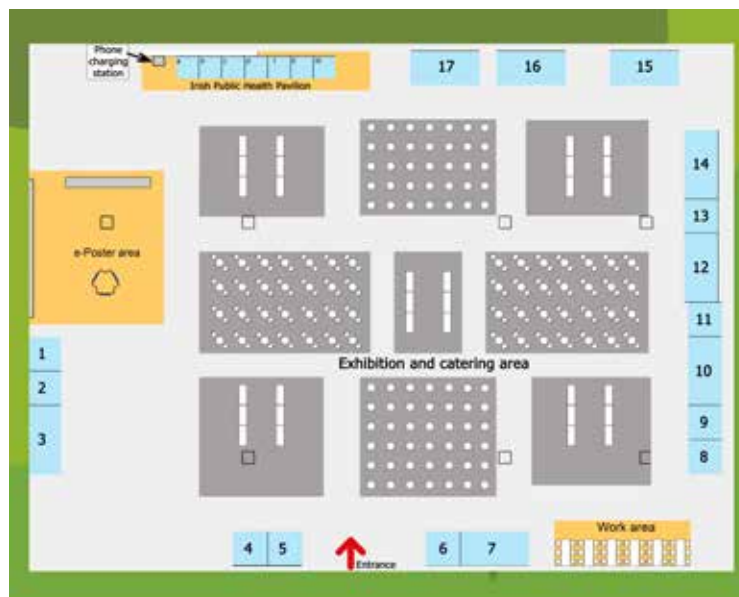 Phone
charging
station
Irish Public Health Pavilion
17
16
15
14
13
12
11
10
9
8
e-Poster area
1
2
3
Exhibition and catering area
4
5
Entrance
6
7
Work area